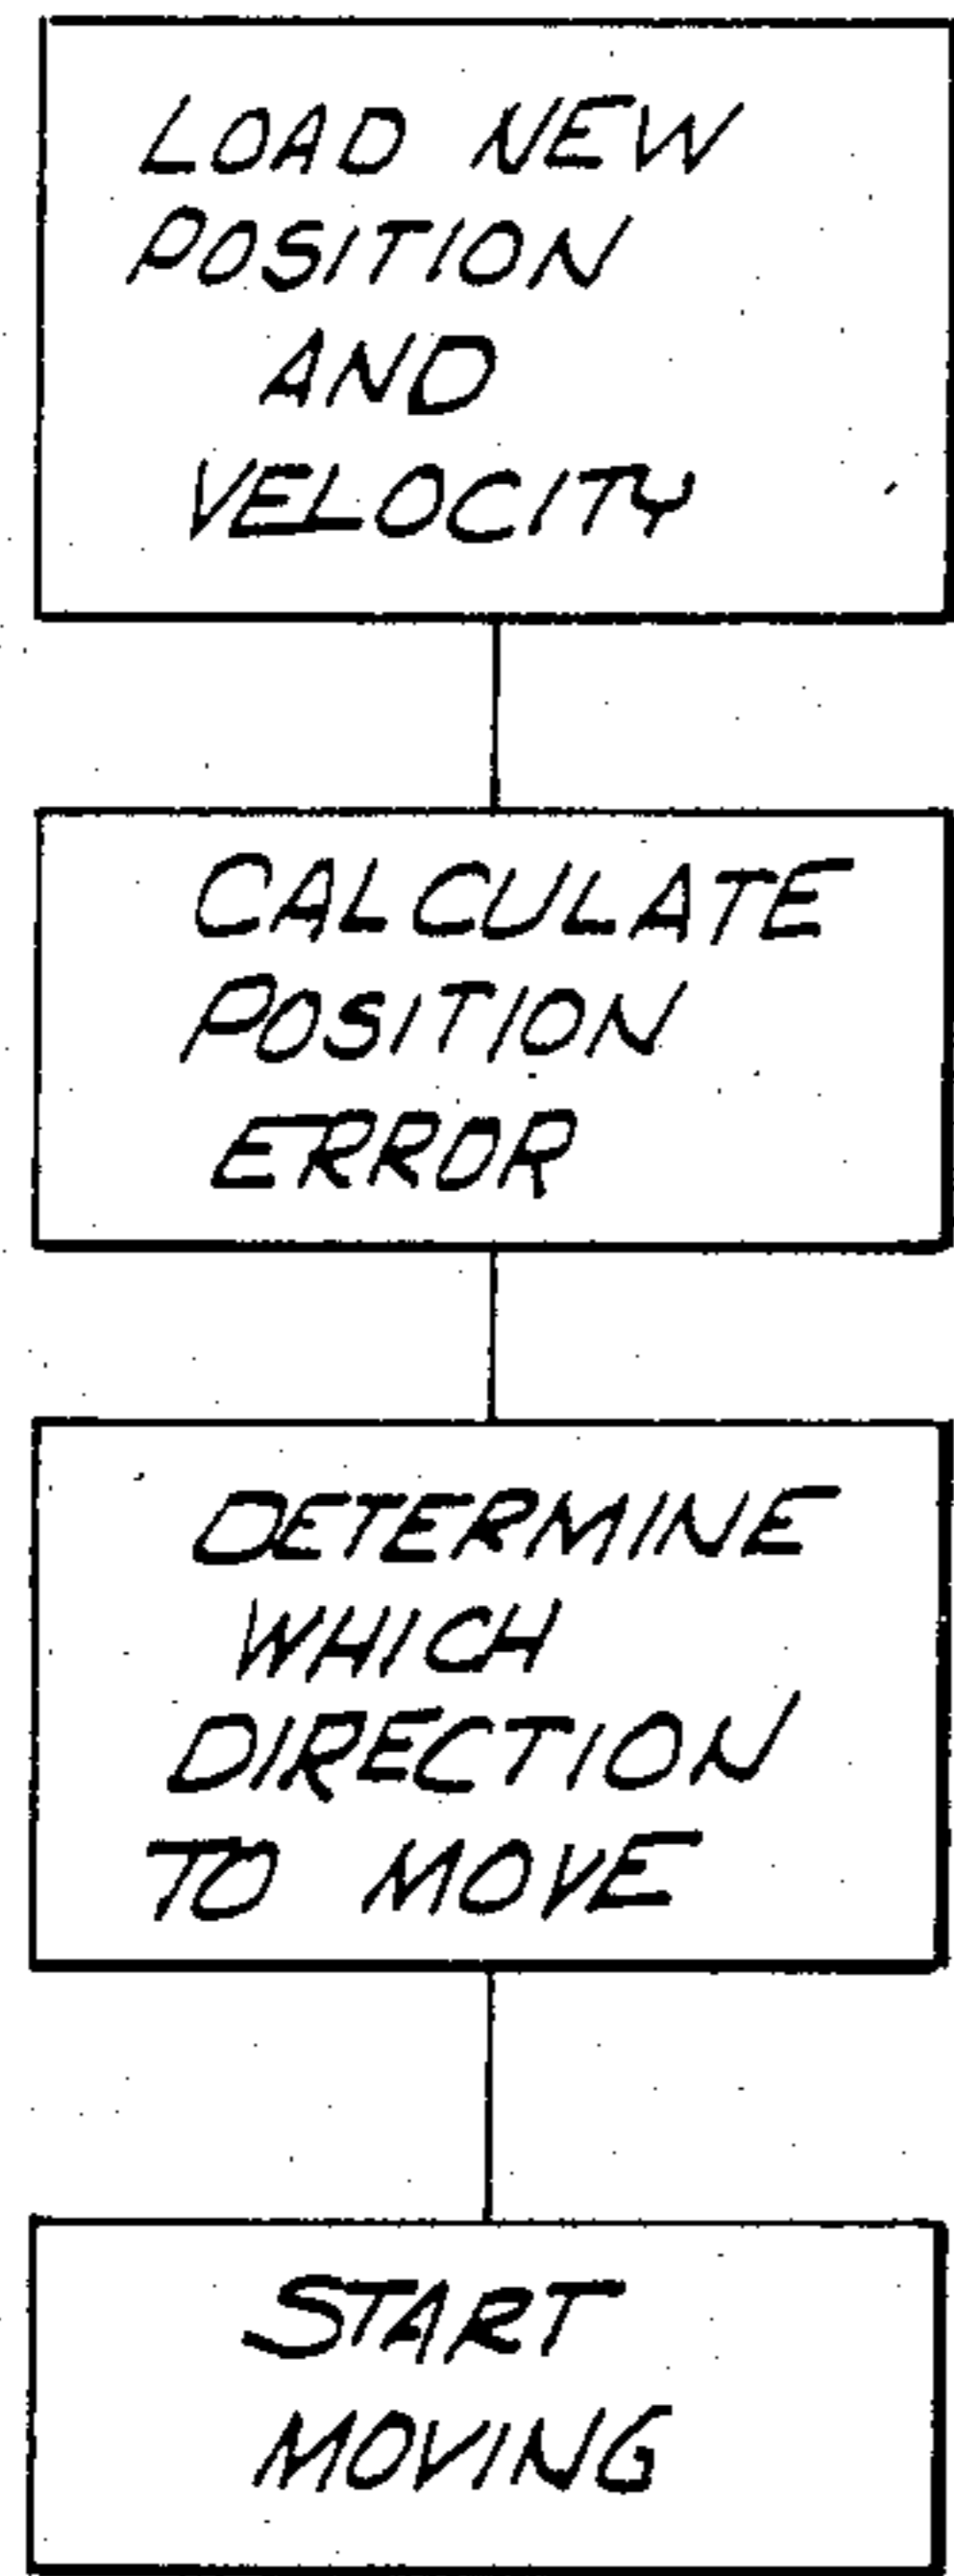 LOAD NEW
POSITION
AND
VELOCITY
CALCULATE
POSITION
ERROR
DETERMINE
WHICH
DIRECTION
TO MOVE
START
MOVING